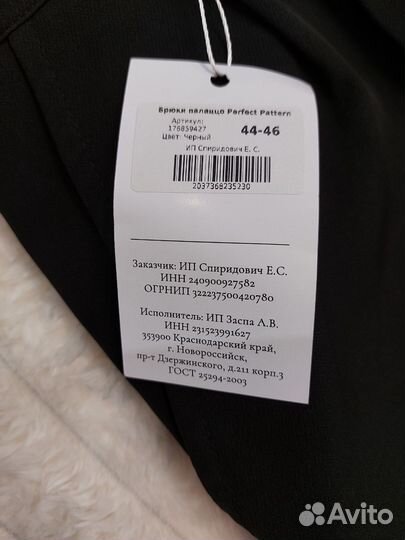 Брюки палаццо Perfect Pattern
Артикул:
176859427
Цвет: Черный
44-46
ИП Спиридович Е. С.
2037368235230
Заказчик: ИП Спиридович Е.С.
ИНН 240900927582
ОГРНИП 322237500420780
Исполнитель: ИП Заспа А.В.
ИНН 231523991627
353900 Краснодарский край,
г. Новороссийск,
пр-т Дзержинского, д.211 корп.3
ГОСТ 25294-2003
Avito